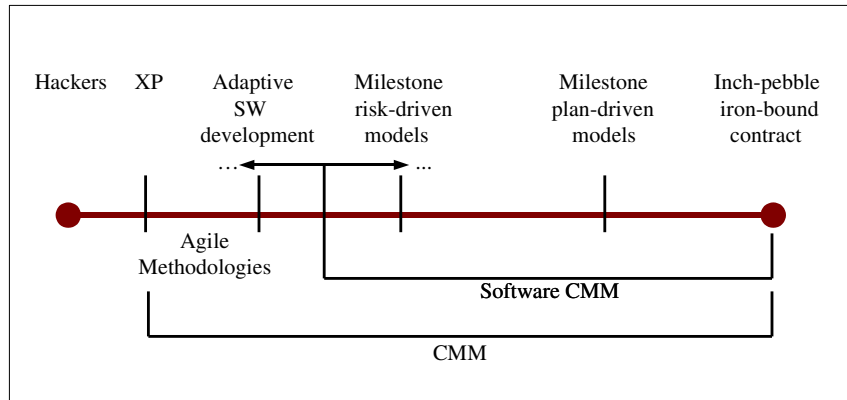 Hackers
XP
Adaptive
SW
development
Milestone
risk-driven
models
Milestone
plan-driven
models
Inch-pebble
iron-bound
contract
…
...
Agile
Methodologies
Software CMM
CMM